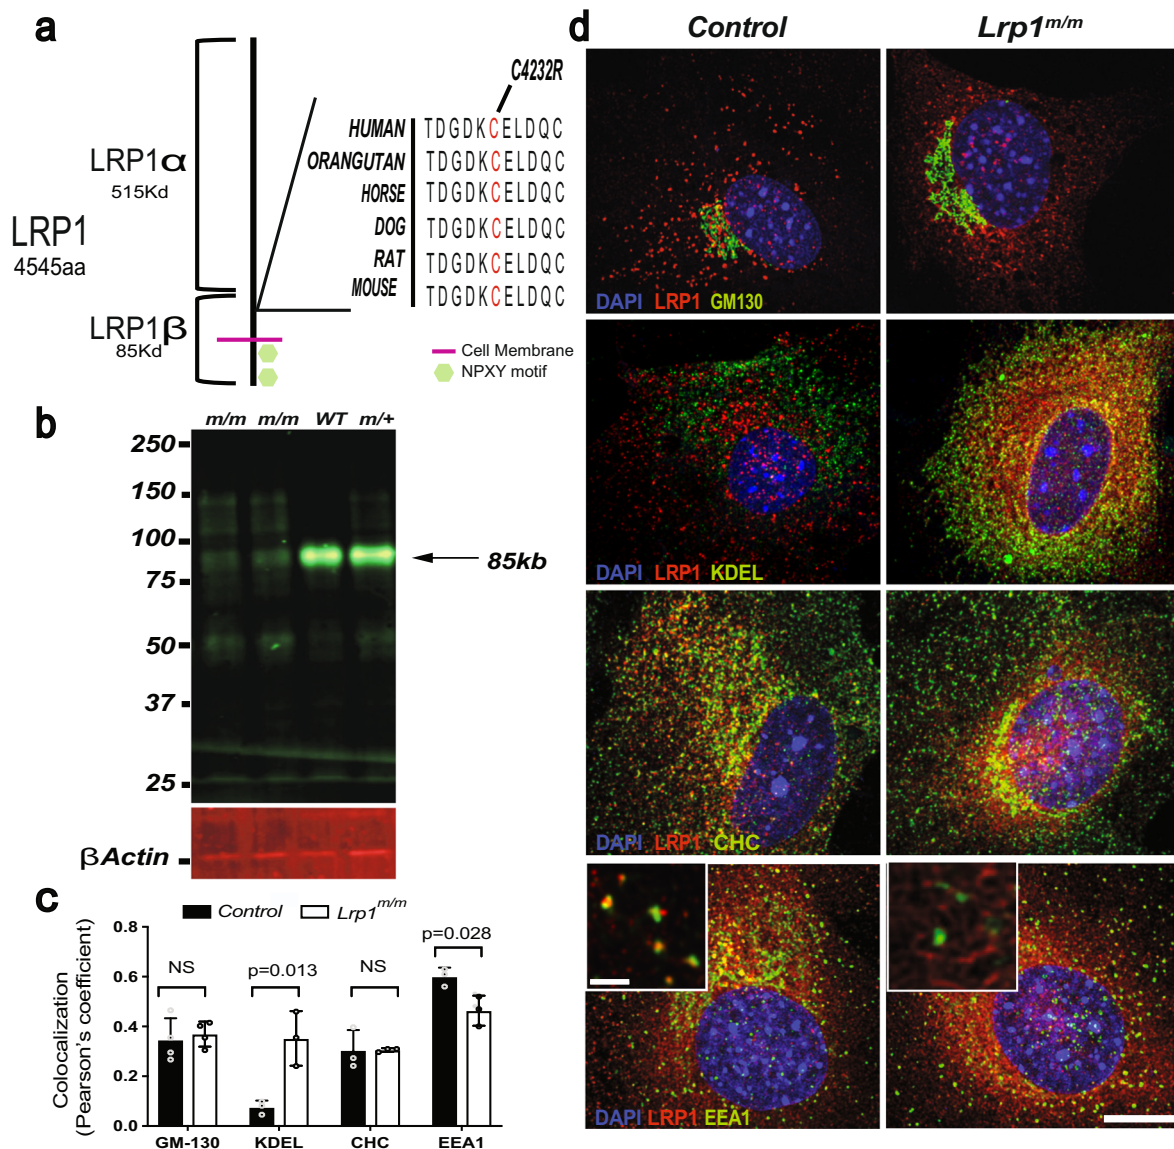 a
LRP1
4545aa
LRP1α
515Kd
LRP1β
85Kd
C4232R
HUMAN TDGDKCELDQC
ORANGUTAN TDGDKCELDQC
HORSE TDGDKCELDQC
DOG TDGDKCELDQC
RAT TDGDKCELDQC
MOUSE TDGDKCELDQC
Cell Membrane
NPXY motif
b
m/m m/m WT m/+
250
150
100
75
50
37
25
85kb
βActin
c
Control Lrp1m/m
Colocalization
(Pearson's coefficient)
0.8
0.6
0.4
0.2
0.0
NS
p=0.013
NS
p=0.028
GM-130 KDEL CHC EEA1
d
Control Lrp1m/m
DAPI LRP1 GM130
DAPI LRP1 KDEL
DAPI LRP1 CHC
DAPI LRP1 EEA1